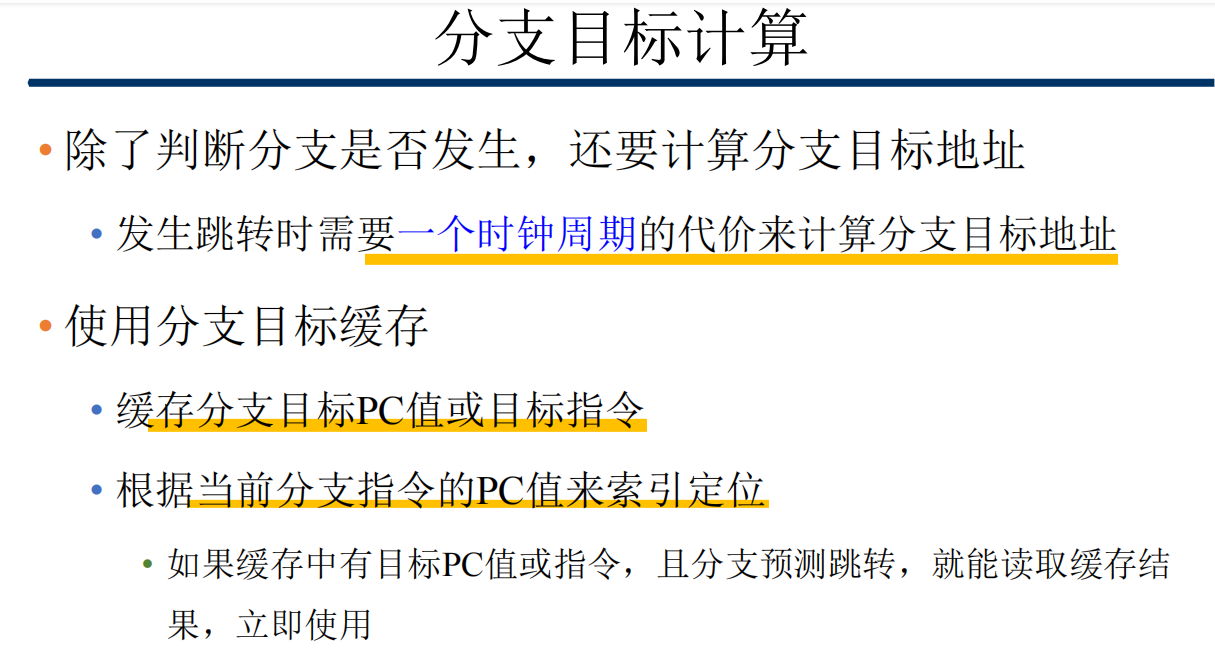 分支目标计算
•除了判断分支是否发生，还要计算分支目标地址
•发生跳转时需要一个时钟周期的代价来计算分支目标地址
•使用分支目标缓存
•缓存分支目标PC值或目标指令
•根据当前分支指令的PC值来索引定位
•如果缓存中有目标PC值或指令，且分支预测跳转，就能读取缓存结
果，立即使用